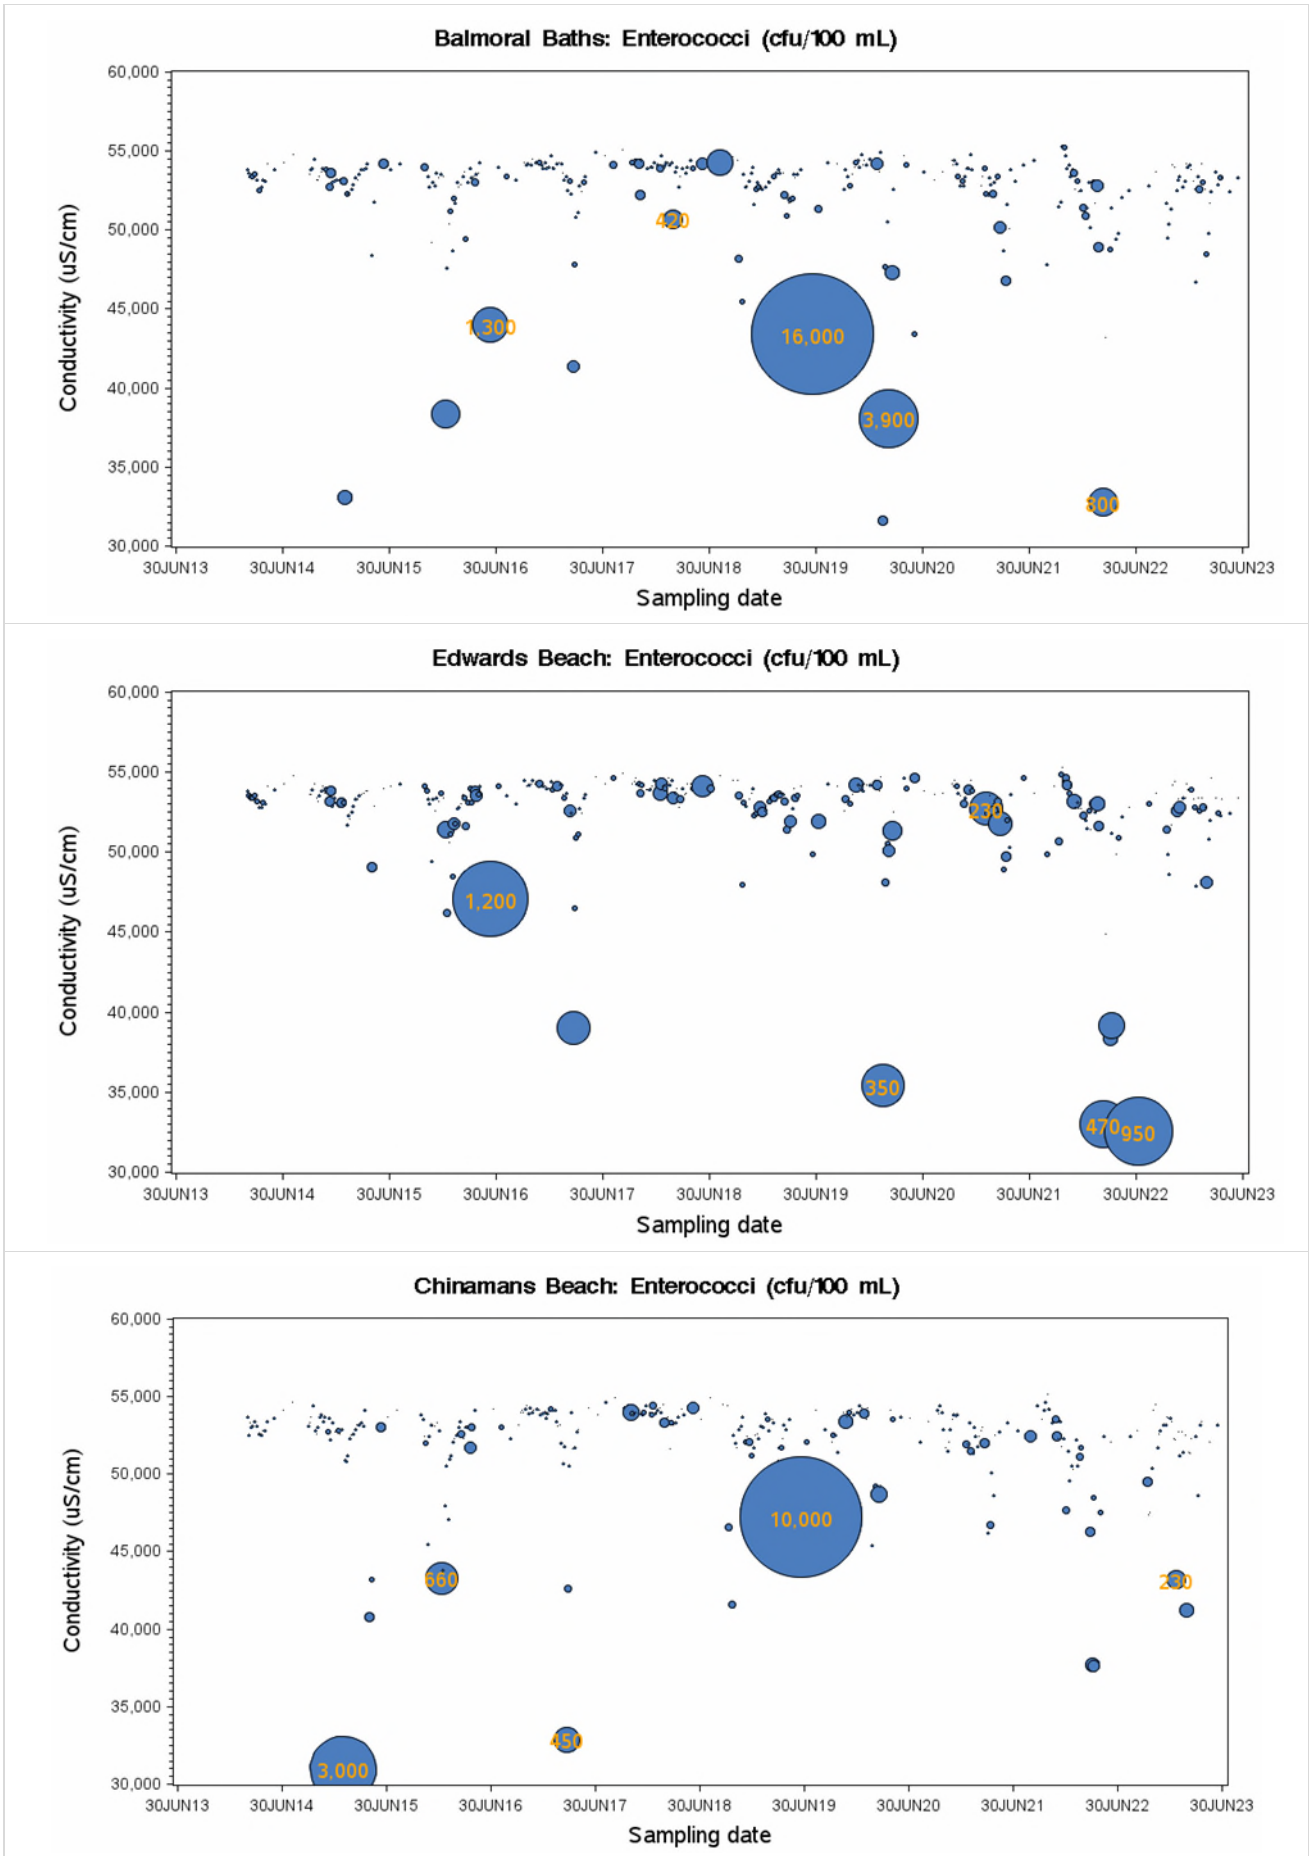 Balmoral Baths: Enterococci (cfu/100 mL)
60,000
55,000
50,000
45,000
40,000
35,000
30,000
Conductivity (uS/cm)
420
1,300
16,000
3,900
800
30JUN13 30JUN14 30JUN15 30JUN16 30JUN17 30JUN18 30JUN19 30JUN20 30JUN21 30JUN22 30JUN23
Sampling date
Edwards Beach: Enterococci (cfu/100 mL)
60,000
55,000
50,000
45,000
40,000
35,000
30,000
Conductivity (uS/cm)
230
1,200
350
470 950
30JUN13 30JUN14 30JUN15 30JUN16 30JUN17 30JUN18 30JUN19 30JUN20 30JUN21 30JUN22 30JUN23
Sampling date
Chinamans Beach: Enterococci (cfu/100 mL)
60,000
55,000
50,000
45,000
40,000
35,000
30,000
Conductivity (uS/cm)
10,000
660
230
450
3,000
30JUN13 30JUN14 30JUN15 30JUN16 30JUN17 30JUN18 30JUN19 30JUN20 30JUN21 30JUN22 30JUN23
Sampling date